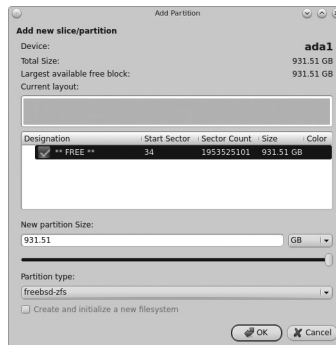 Add Partition
Add new slice/partition
Device: ada1
Total Size: 931.51 GB
Largest available free block: 931.51 GB
Current layout:
Designation Start Sector Sector Count Size Color
** FREE ** 34 1953525101 931.51 GB
New partition Size:
931.51 GB
Partition type:
freebsd-zfs
Create and initialize a new filesystem
OK Cancel